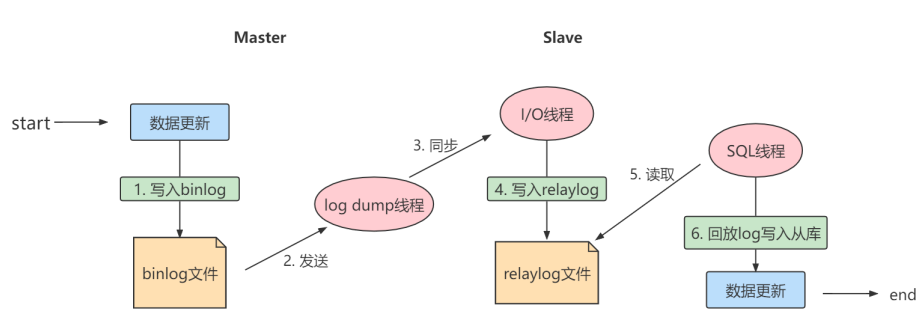 Master
Slave
start
数据更新
1. 写入binlog
binlog文件
2. 发送
log dump线程
3. 同步
I/O线程
4. 写入relaylog
relaylog文件
5. 读取
SQL线程
6. 回放log写入从库
数据更新
end